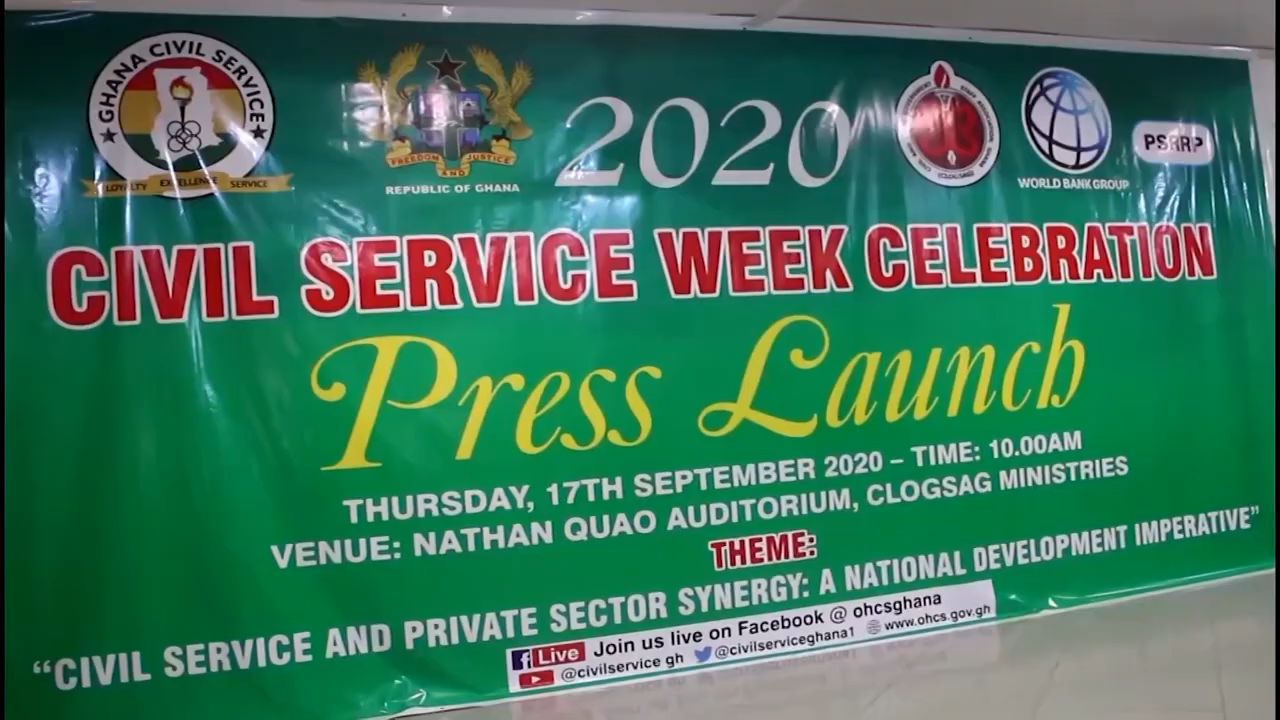 GHANA CIVIL SERVICE
LOYALTY EXCELLENCE SERVICE
FREEDOM AND JUSTICE
REPUBLIC OF GHANA
2020
WORLD BANK GROUP
PSRRP
CIVIL SERVICE WEEK CELEBRATION
Press Launch
THURSDAY, 17TH SEPTEMBER 2020 – TIME: 10.00AM
VENUE: NATHAN QUAO AUDITORIUM, CLOGSAG MINISTRIES
THEME:
“CIVIL SERVICE AND PRIVATE SECTOR SYNERGY: A NATIONAL DEVELOPMENT IMPERATIVE”
f Live Join us live on Facebook @ ohcsghana
@civilservice gh @civilserviceghana1 www.ohcs.gov.gh